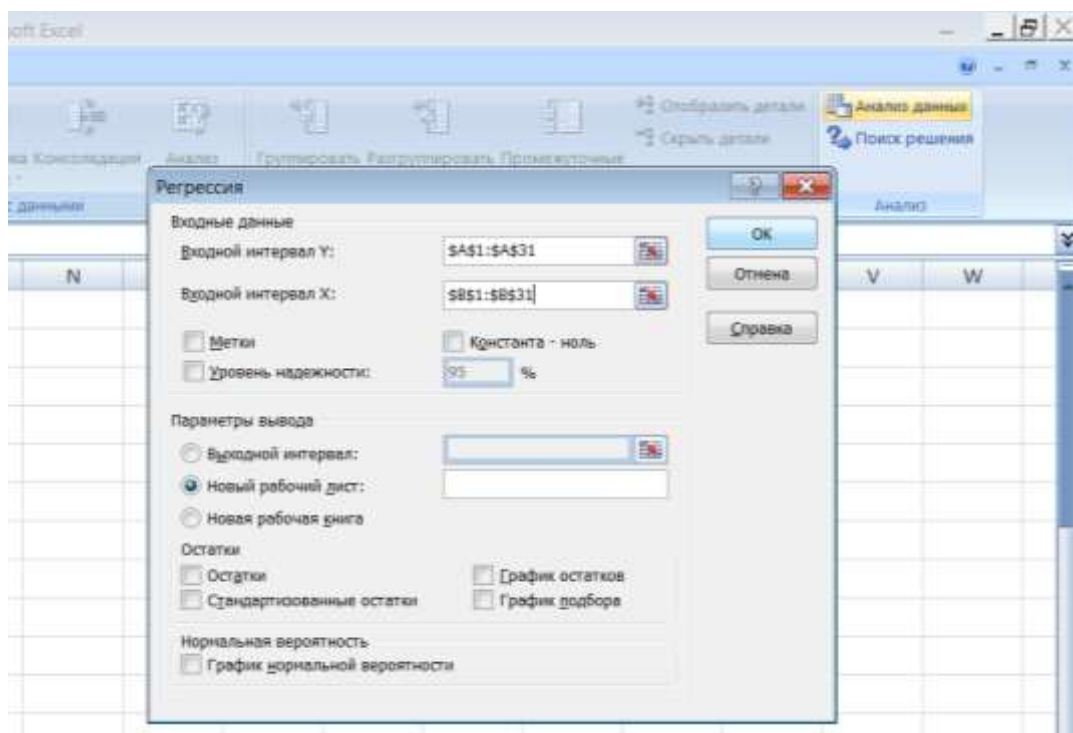 soft Excel
Отобразить детали
Скрыть детали
Анализ данных
Поиск решения
Консолидация Анализ Группировать Разгруппировать Промежуточные
с данными
Анализ
Регрессия
Входные данные
Входной интервал Y: $A$1:$A$31
Входной интервал X: $B$1:$B$31
Метки Константа - ноль
Уровень надежности: 95 %
OK
Отмена
Справка
Параметры вывода
Выходной интервал:
Новый рабочий лист:
Новая рабочая книга
Остатки
Остатки График остатков
Стандартизованные остатки График подбора
Нормальная вероятность
График нормальной вероятности
N V W